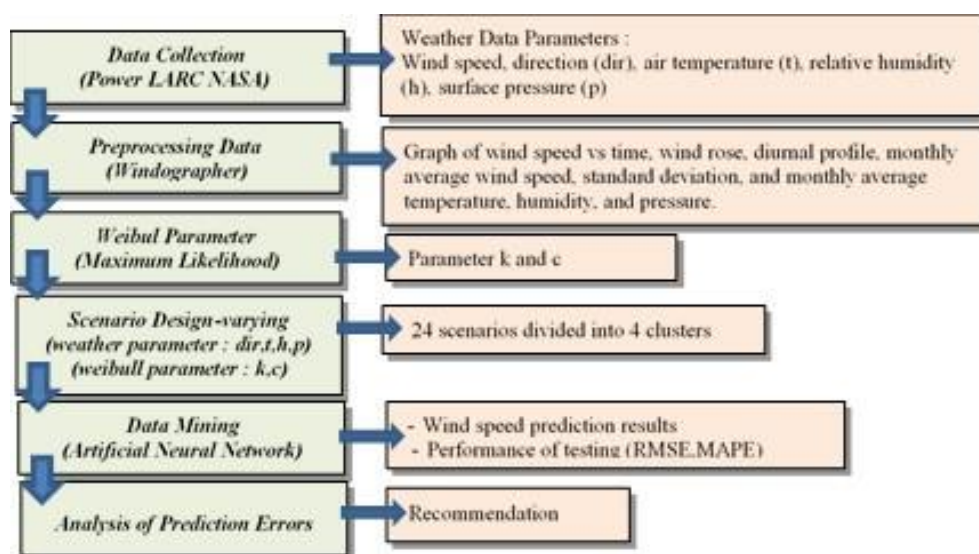 Data Collection
(Power LARC NASA)
Weather Data Parameters :
Wind speed, direction (dir), air temperature (t), relative humidity
(h), surface pressure (p)
Preprocessing Data
(Windographer)
Graph of wind speed vs time, wind rose, diurnal profile, monthly
average wind speed, standard deviation, and monthly average
temperature, humidity, and pressure.
Weibul Parameter
(Maximum Likelihood)
Parameter k and c
Scenario Design-varying
(weather parameter : dir,t,h,p)
(weibull parameter : k,c)
24 scenarios divided into 4 clusters
Data Mining
(Artificial Neural Network)
- Wind speed prediction results
- Performance of testing (RMSE,MAPE)
Analysis of Prediction Errors
Recommendation